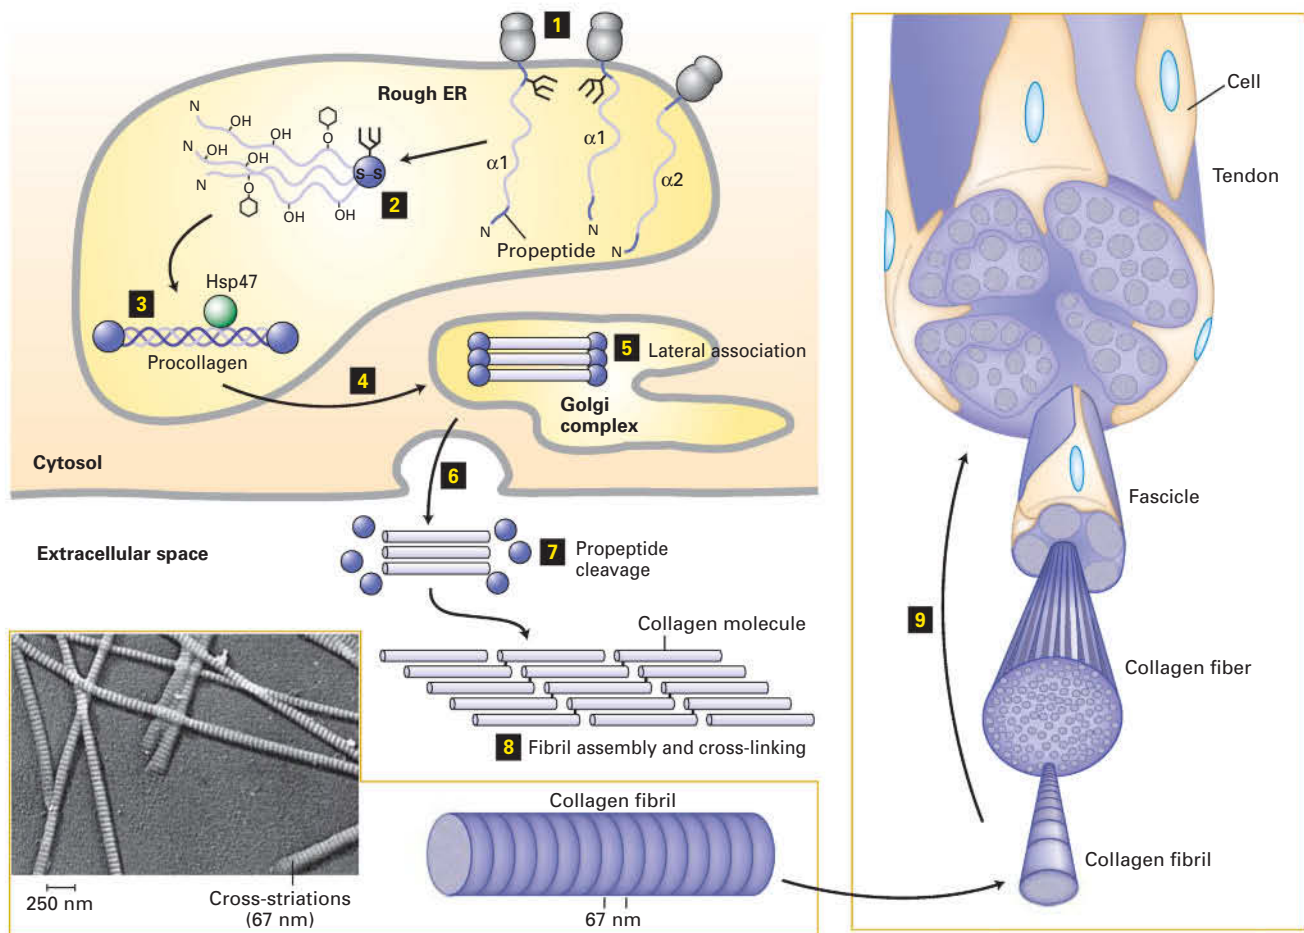 1
Rough ER
N
OH
O
OH
N
OH
OH
N
O
OH
OH
S–S
2
α1
α1
α2
N
N
N
Propeptide
Hsp47
3
Procollagen
4
5 Lateral association
Golgi
complex
Cytosol
6
Extracellular space
7 Propeptide
cleavage
Collagen molecule
8 Fibril assembly and cross-linking
250 nm
Cross-striations
(67 nm)
Collagen fibril
67 nm
Cell
Tendon
Fascicle
9
Collagen fiber
Collagen fibril